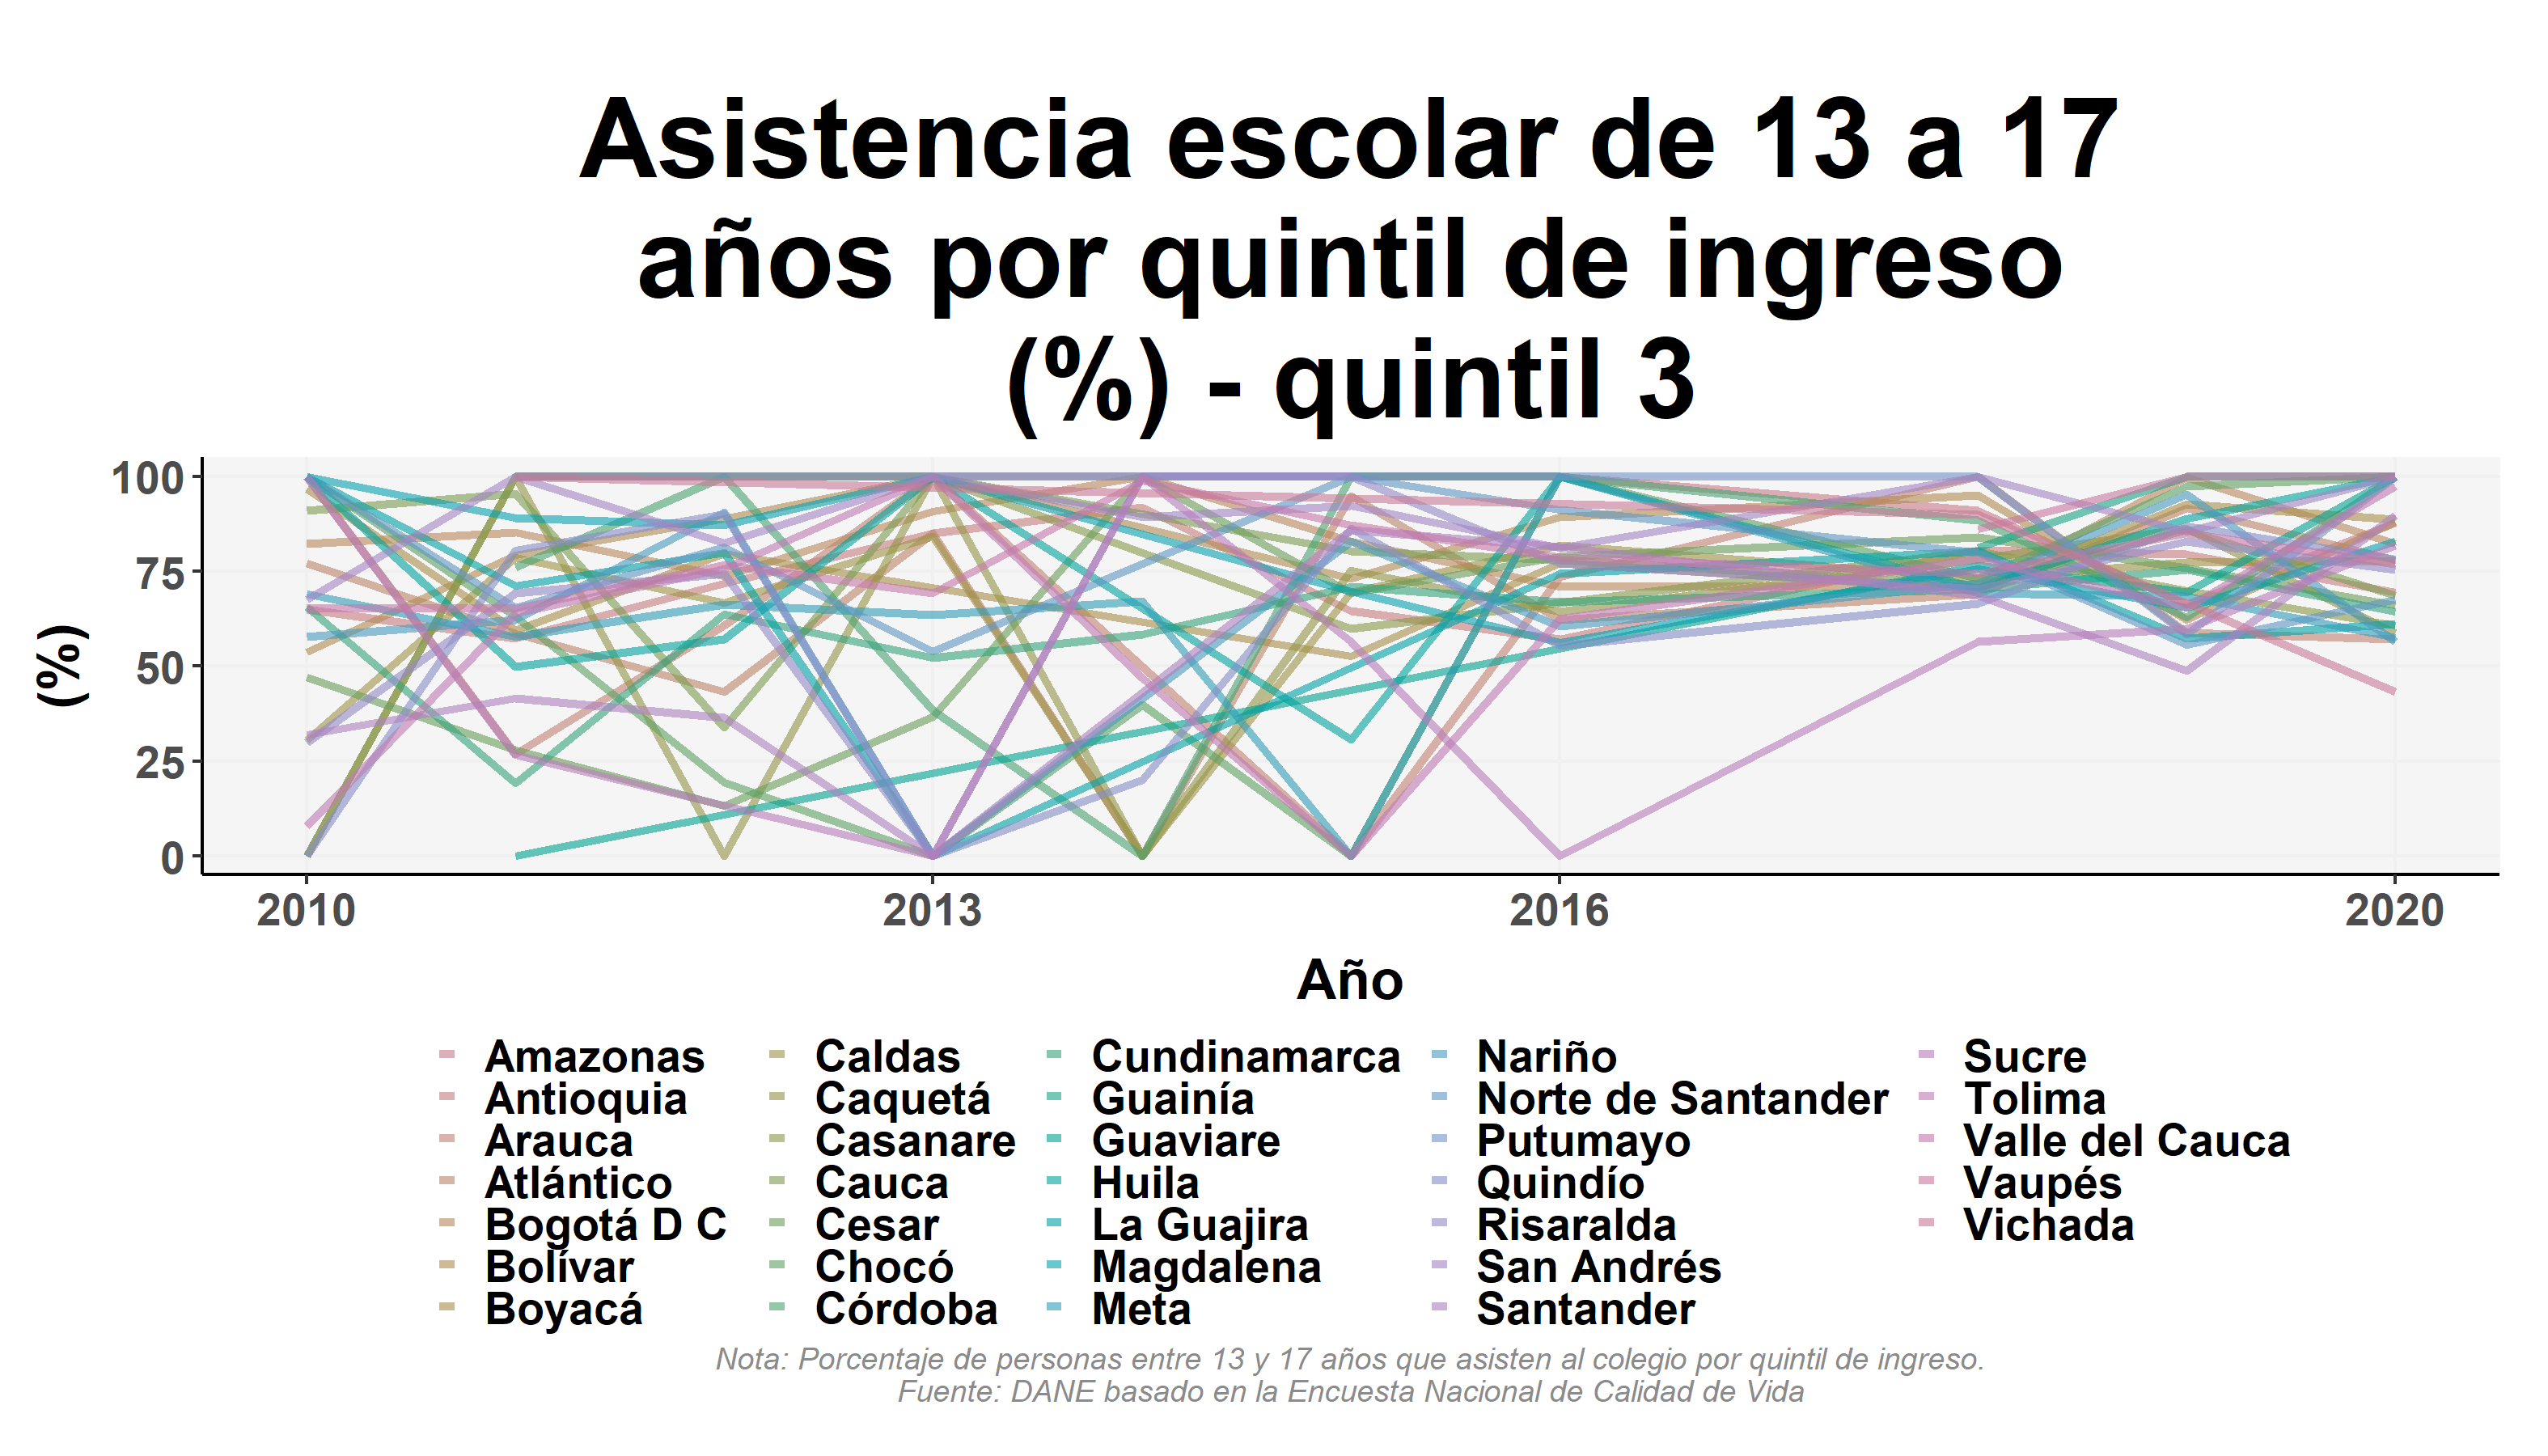 Asistencia escolar de 13 a 17
años por quintil de ingreso
(%) - quintil 3
100
75
50
25
0
(%)
2010 2013 2016 2020
Año
Amazonas Caldas Cundinamarca Nariño Sucre
Antioquia Caquetá Guainía Norte de Santander Tolima
Arauca Casanare Guaviare Putumayo Valle del Cauca
Atlántico Cauca Huila Quindío Vaupés
Bogotá D C Cesar La Guajira Risaralda Vichada
Bolívar Chocó Magdalena San Andrés
Boyacá Córdoba Meta Santander
Nota: Porcentaje de personas entre 13 y 17 años que asisten al colegio por quintil de ingreso.
Fuente: DANE basado en la Encuesta Nacional de Calidad de Vida